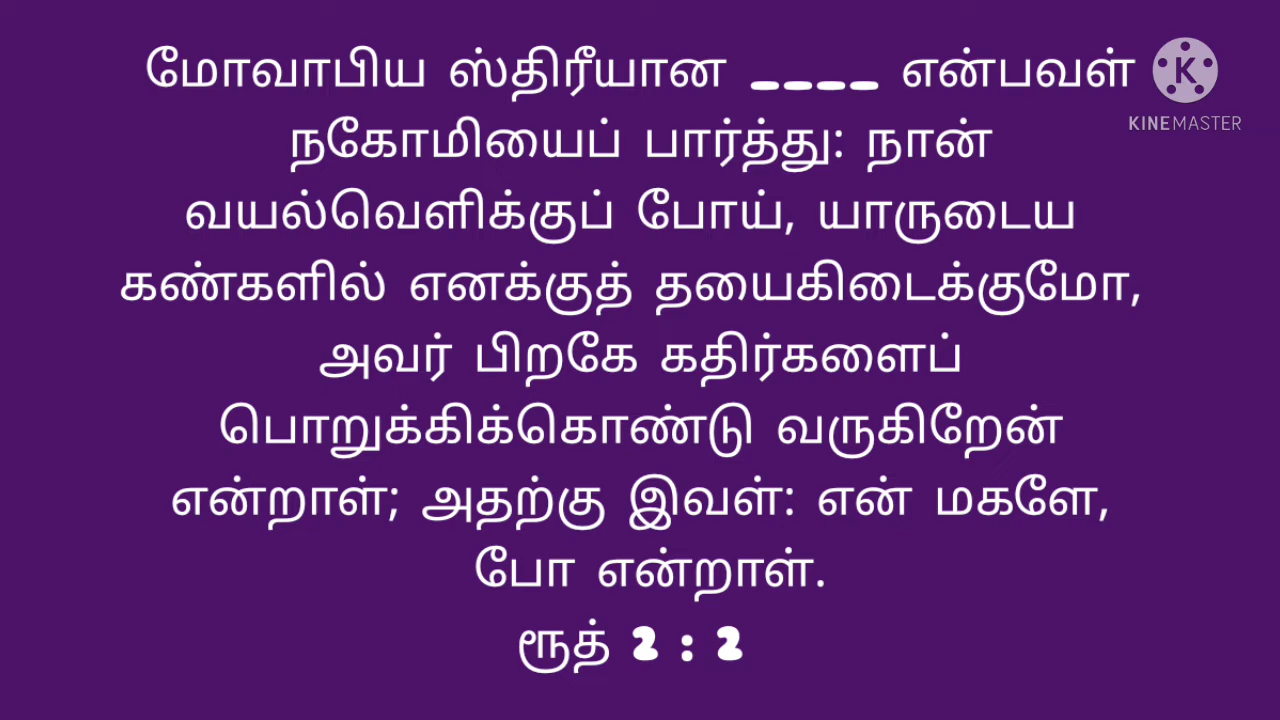 மோவாபிய ஸ்திரீயான ---- என்பவள்
நகோமியைப் பார்த்து: நான்
வயல்வெளிக்குப் போய், யாருடைய
கண்களில் எனக்குத் தயைகிடைக்குமோ,
அவர் பிறகே கதிர்களைப்
பொறுக்கிக்கொண்டு வருகிறேன்
என்றாள்; அதற்கு இவள்: என் மகளே,
போ என்றாள்.
ரூத் 2 : 2
K
KINEMASTER